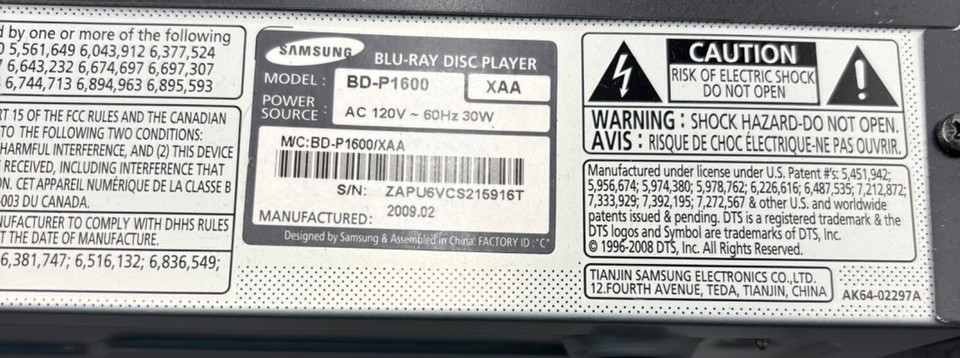 d by one or more of the following
0 5,561,649 6,043,912 6,377,524
7 6,643,232 6,674,697 6,697,307
6,744,713 6,894,963 6,895,593
RT 15 OF THE FCC RULES AND THE CANADIAN
TO THE FOLLOWING TWO CONDITIONS:
HARMFUL INTERFERENCE, AND (2) THIS DEVICE
RECEIVED, INCLUDING INTERFERENCE THAT
ON. CET APPAREIL NUMÉRIQUE DE LA CLASSE B
-003 DU CANADA.
NUFACTURER TO COMPLY WITH DHHS RULES
T THE DATE OF MANUFACTURE.
6,381,747; 6,516,132; 6,836,549;
SAMSUNG
BLU-RAY DISC PLAYER
MODEL : BD-P1600 XAA
POWER SOURCE : AC 120V ~ 60Hz 30W
M/C:BD-P1600/XAA
S/N: ZAPU6VCS215916T
MANUFACTURED: 2009.02
Designed by Samsung & Assembled in China FACTORY ID :"C"
CAUTION
RISK OF ELECTRIC SHOCK
DO NOT OPEN
WARNING : SHOCK HAZARD-DO NOT OPEN.
AVIS : RISQUE DE CHOC ÉLECTRIQUE-NE PAS OUVRIR.
Manufactured under license under U.S. Patent #'s: 5,451,942;
5,956,674; 5,974,380; 5,978,762; 6,226,616; 6,487,535; 7,212,872;
7,333,929; 7,392,195; 7,272,567 & other U.S. and worldwide
patents issued & pending. DTS is a registered trademark & the
DTS logos and Symbol are trademarks of DTS, Inc.
© 1996-2008 DTS, Inc. All Rights Reserved.
TIANJIN SAMSUNG ELECTRONICS CO.,LTD.
12.FOURTH AVENUE, TEDA, TIANJIN, CHINA
AK64-02297A